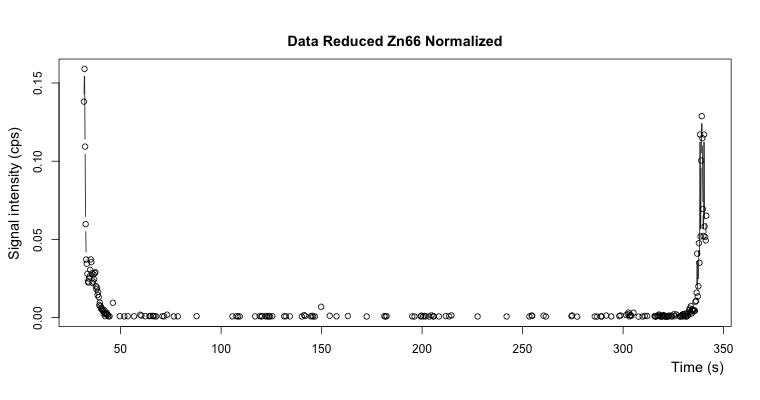 Data Reduced Zn66 Normalized
Signal intensity (cps)
0.15
0.10
0.05
0.00
50 100 150 200 250 300 350
Time (s)